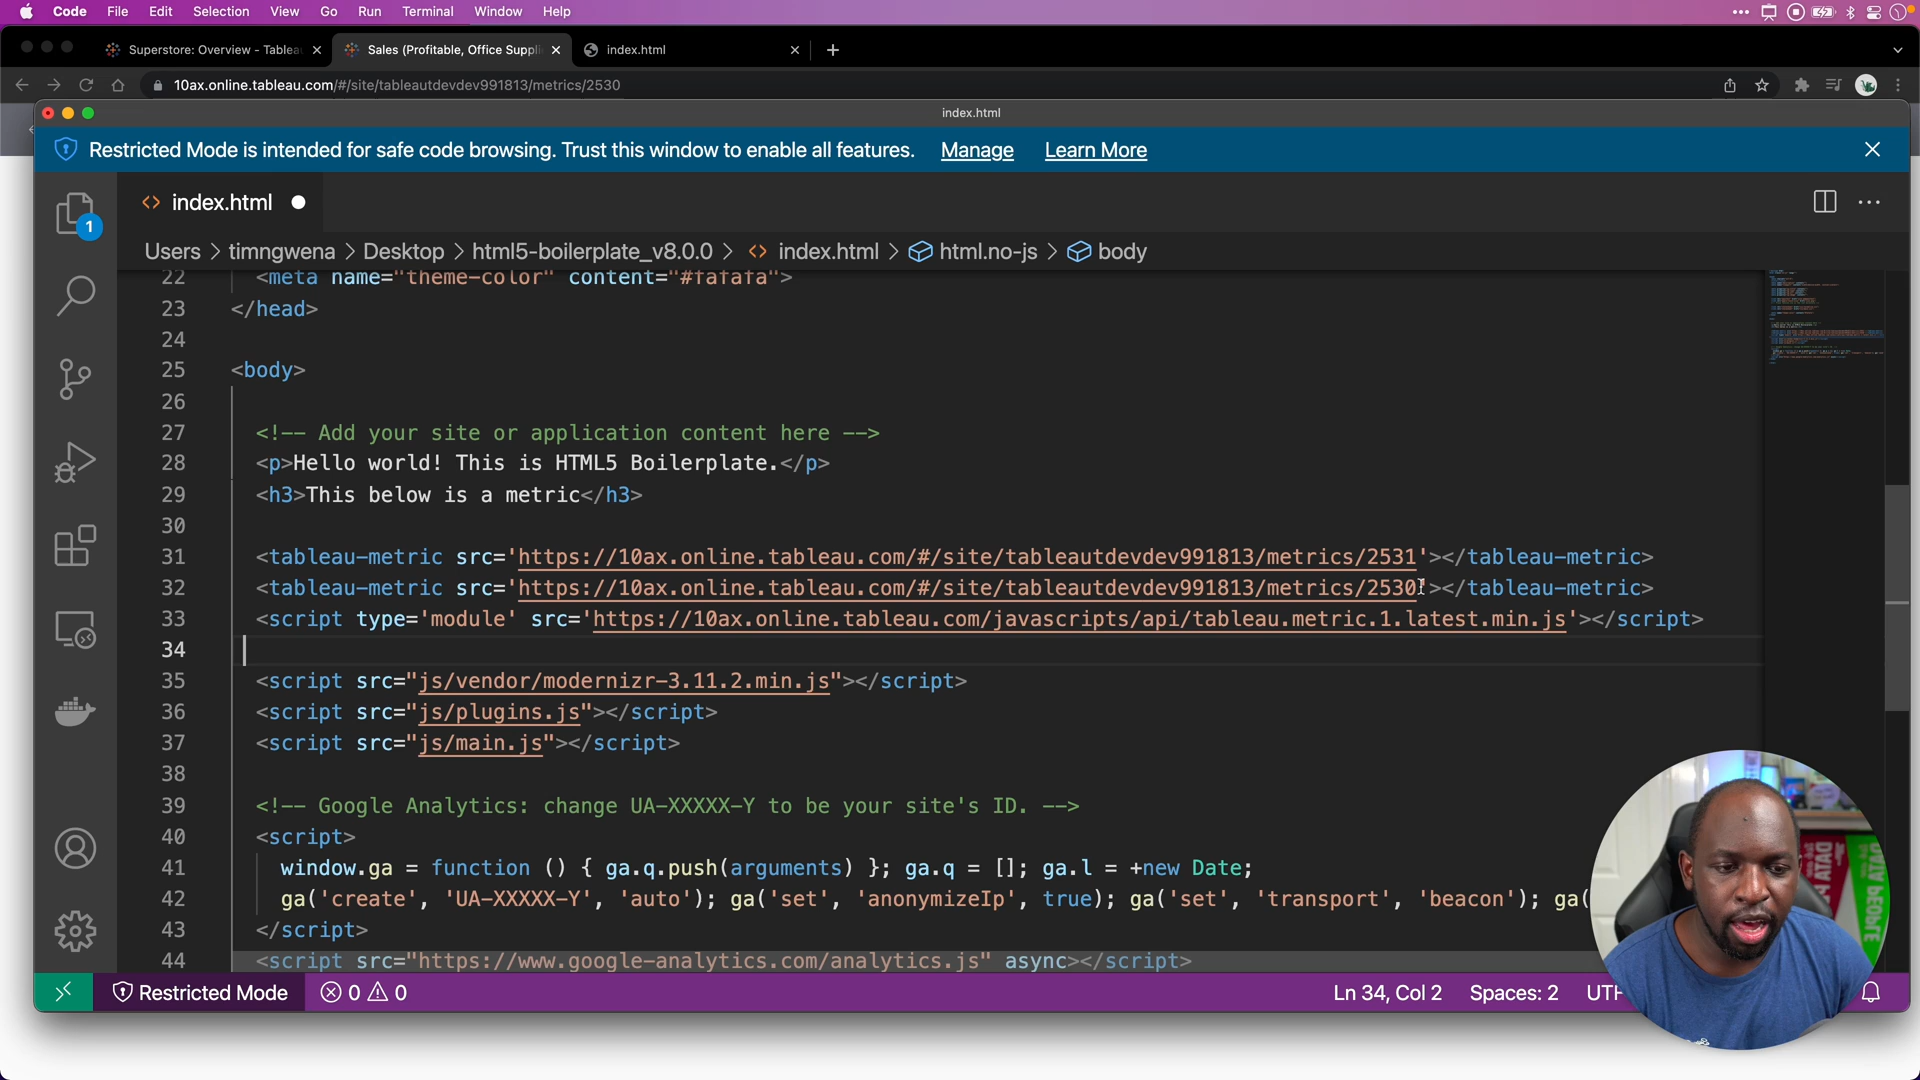 Code File Edit Selection View Go Run Terminal Window Help
Superstore: Overview - Tablea
Sales (Profitable, Office Suppli
index.html
10ax.online.tableau.com/#/site/tableautdevdev991813/metrics/2530
index.html
Restricted Mode is intended for safe code browsing. Trust this window to enable all features. Manage Learn More
index.html
1
Users > timngwena > Desktop > html5-boilerplate_v8.0.0 > index.html > html.no-js > body
22 <meta name="theme-color" content="#fafafa">
23 </head>
24
25 <body>
26
27 <!-- Add your site or application content here -->
28 <p>Hello world! This is HTML5 Boilerplate.</p>
29 <h3>This below is a metric</h3>
30
31 <tableau-metric src='https://10ax.online.tableau.com/#/site/tableautdevdev991813/metrics/2531'></tableau-metric>
32 <tableau-metric src='https://10ax.online.tableau.com/#/site/tableautdevdev991813/metrics/2530'></tableau-metric>
33 <script type='module' src='https://10ax.online.tableau.com/javascripts/api/tableau.metric.1.latest.min.js'></script>
34
35 <script src="js/vendor/modernizr-3.11.2.min.js"></script>
36 <script src="js/plugins.js"></script>
37 <script src="js/main.js"></script>
38
39 <!-- Google Analytics: change UA-XXXXX-Y to be your site's ID. -->
40 <script>
41 window.ga = function () { ga.q.push(arguments) }; ga.q = []; ga.l = +new Date;
42 ga('create', 'UA-XXXXX-Y', 'auto'); ga('set', 'anonymizeIp', true); ga('set', 'transport', 'beacon'); ga(
43 </script>
44 <script src="https://www.google-analytics.com/analytics.js" async></script>
DATA PEOPLE
Restricted Mode 0 0 Ln 34, Col 2 Spaces: 2 UTF